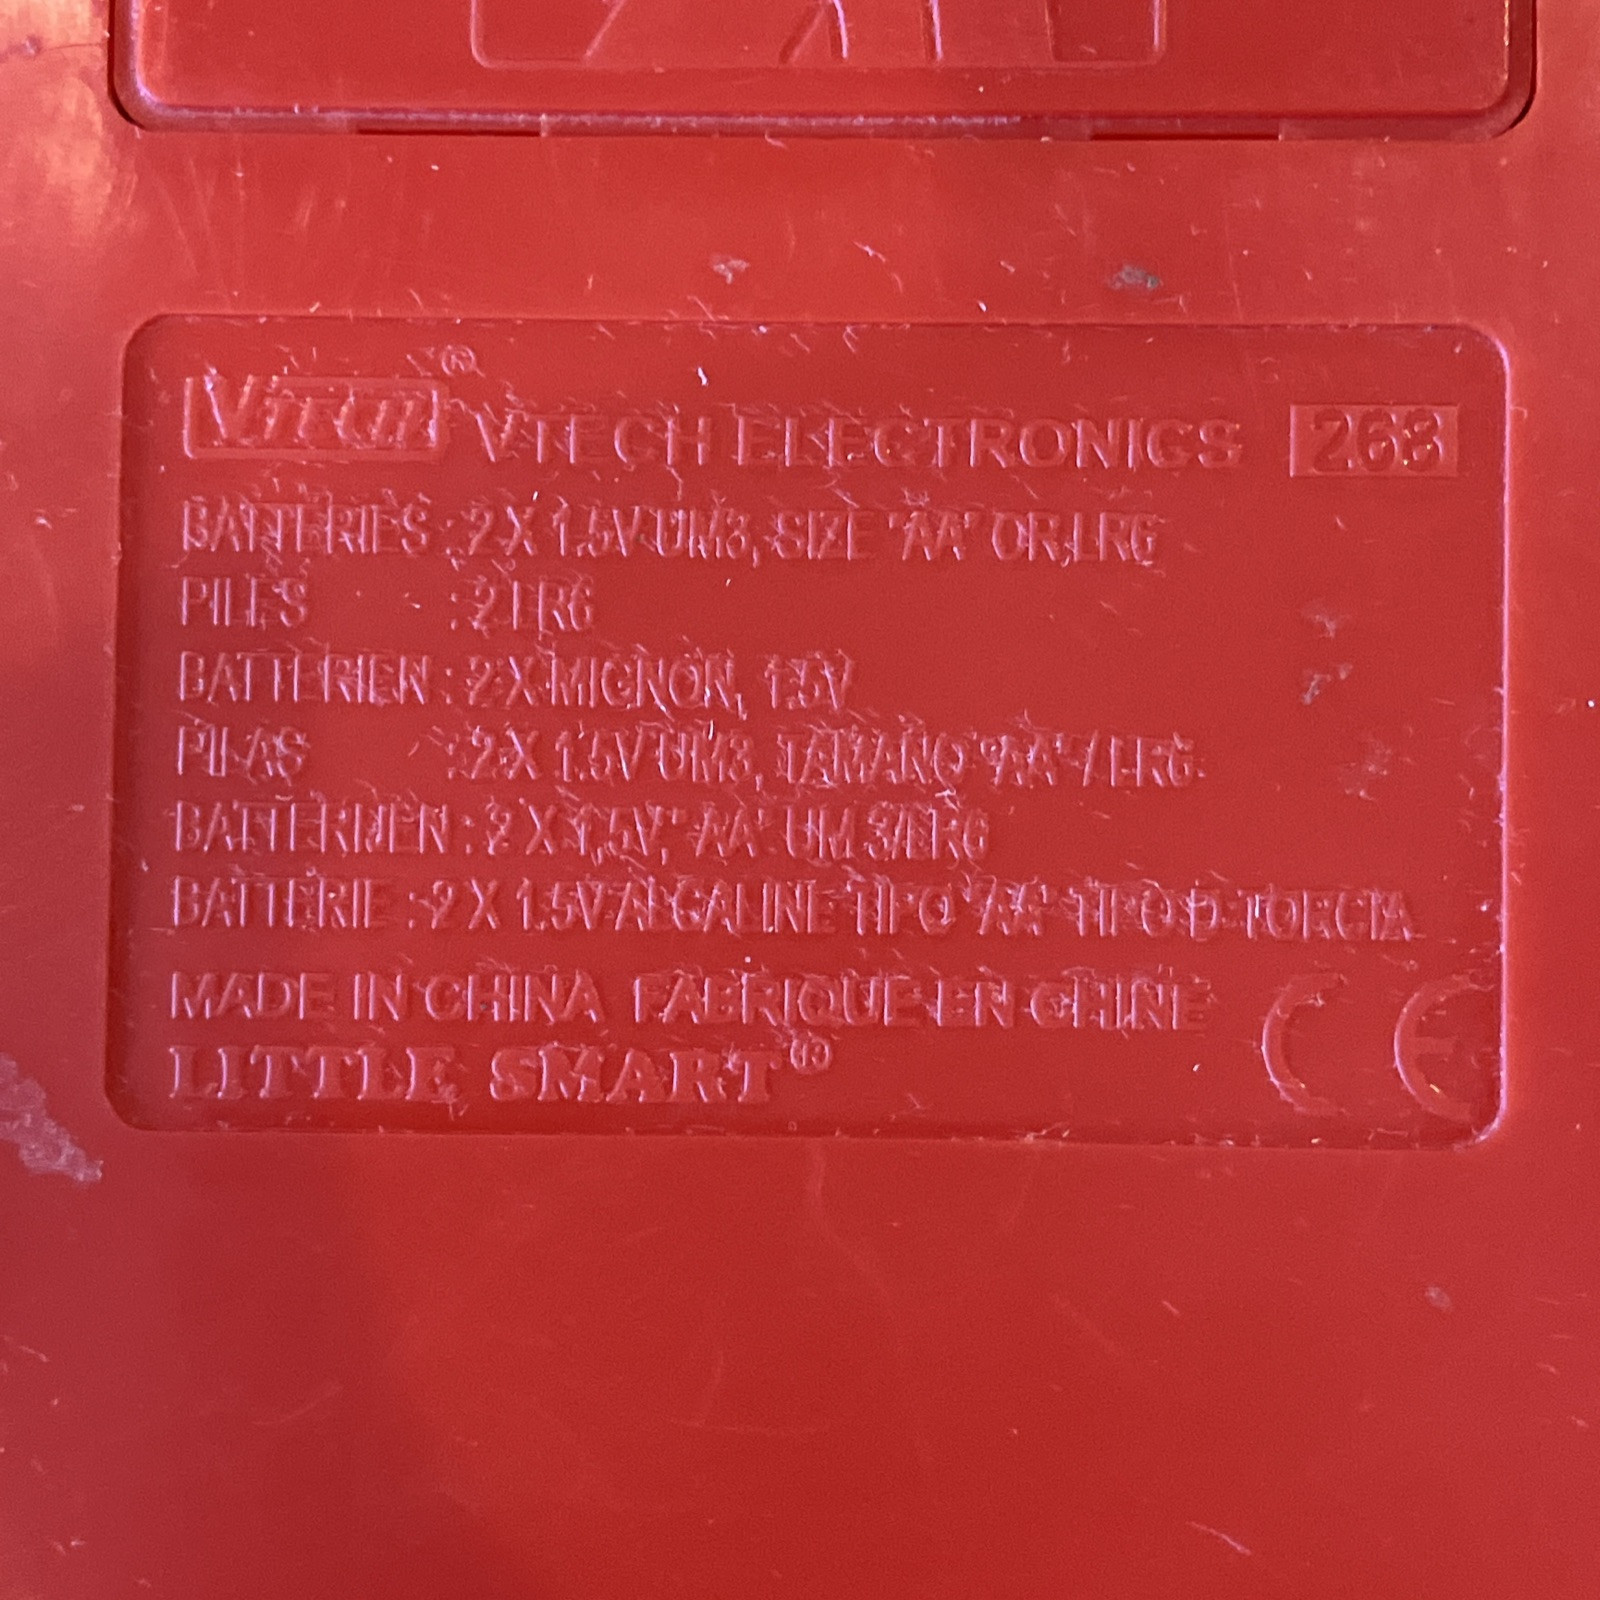 VTECH® VTECH ELECTRONICS 263
BATTERIES : 2 X 1.5V UM3, SIZE "AA" OR LR6
PILES : 2 LR6
BATTERIEN : 2 X MIGNON, 1.5V
PILAS : 2 X 1.5V UM3, TAMANO "AA" / LR6
BATTERIJEN : 2 X 1,5V, "AA" UM 3/LR6
BATTERIE : 2 X 1.5V ALCALINE TIPO "AA" TIPO D TORCIA
MADE IN CHINA FABRIQUE EN CHINE CE
LITTLE SMART®